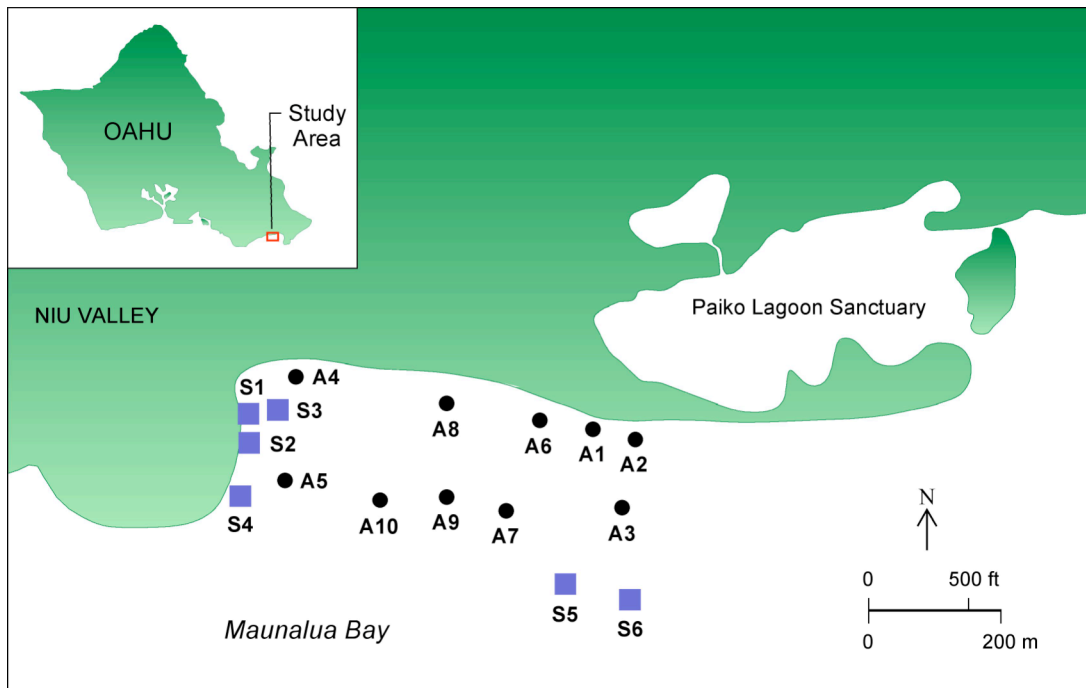 OAHU
Study
Area
NIU VALLEY
Paiko Lagoon Sanctuary
S1
A4
S3
S2
A8
A6
A1
A2
A5
S4
A10
A9
A7
A3
S5
S6
Maunalua Bay
N
0 500 ft
0 200 m